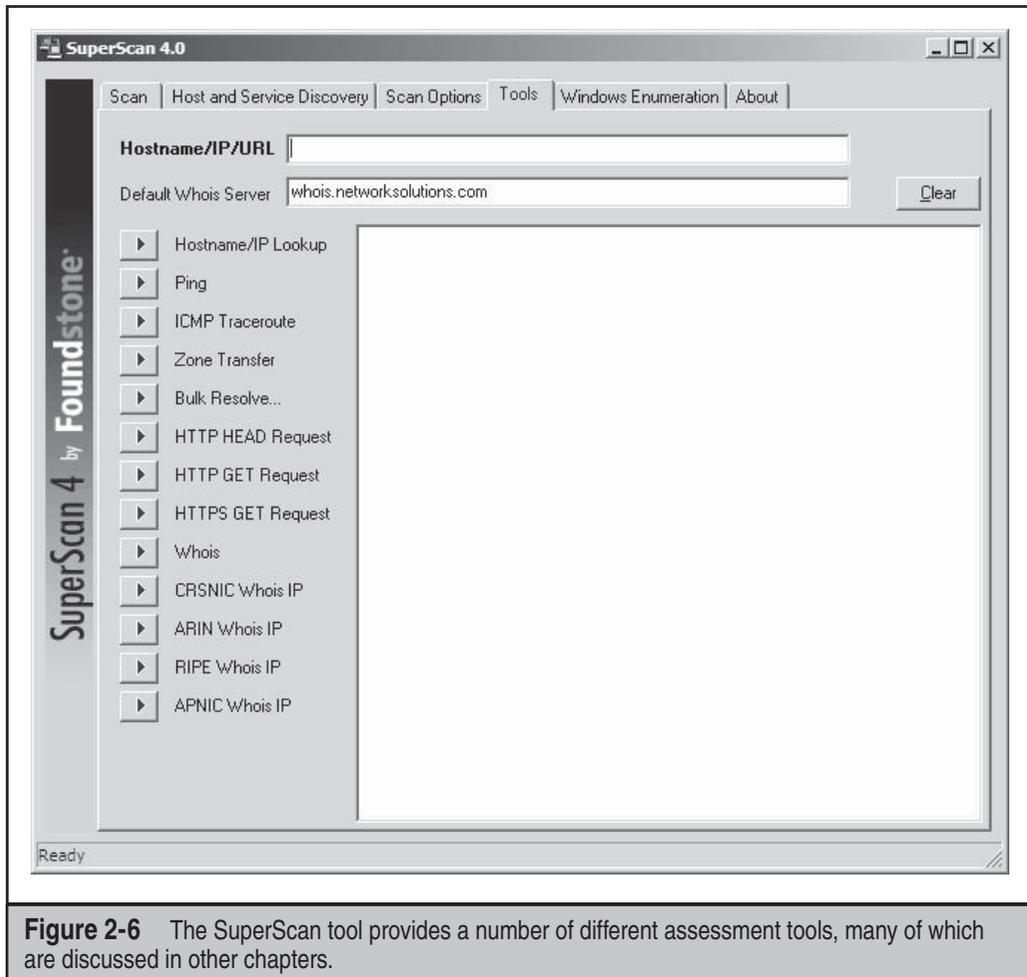 SuperScan 4.0
Scan Host and Service Discovery Scan Options Tools Windows Enumeration About
Hostname/IP/URL
Default Whois Server whois.networksolutions.com Clear
Hostname/IP Lookup
Ping
ICMP Traceroute
Zone Transfer
Bulk Resolve...
HTTP HEAD Request
HTTP GET Request
HTTPS GET Request
Whois
CRSNIC Whois IP
ARIN Whois IP
RIPE Whois IP
APNIC Whois IP
SuperScan 4 by Foundstone
Ready
Figure 2-6 The SuperScan tool provides a number of different assessment tools, many of which
are discussed in other chapters.